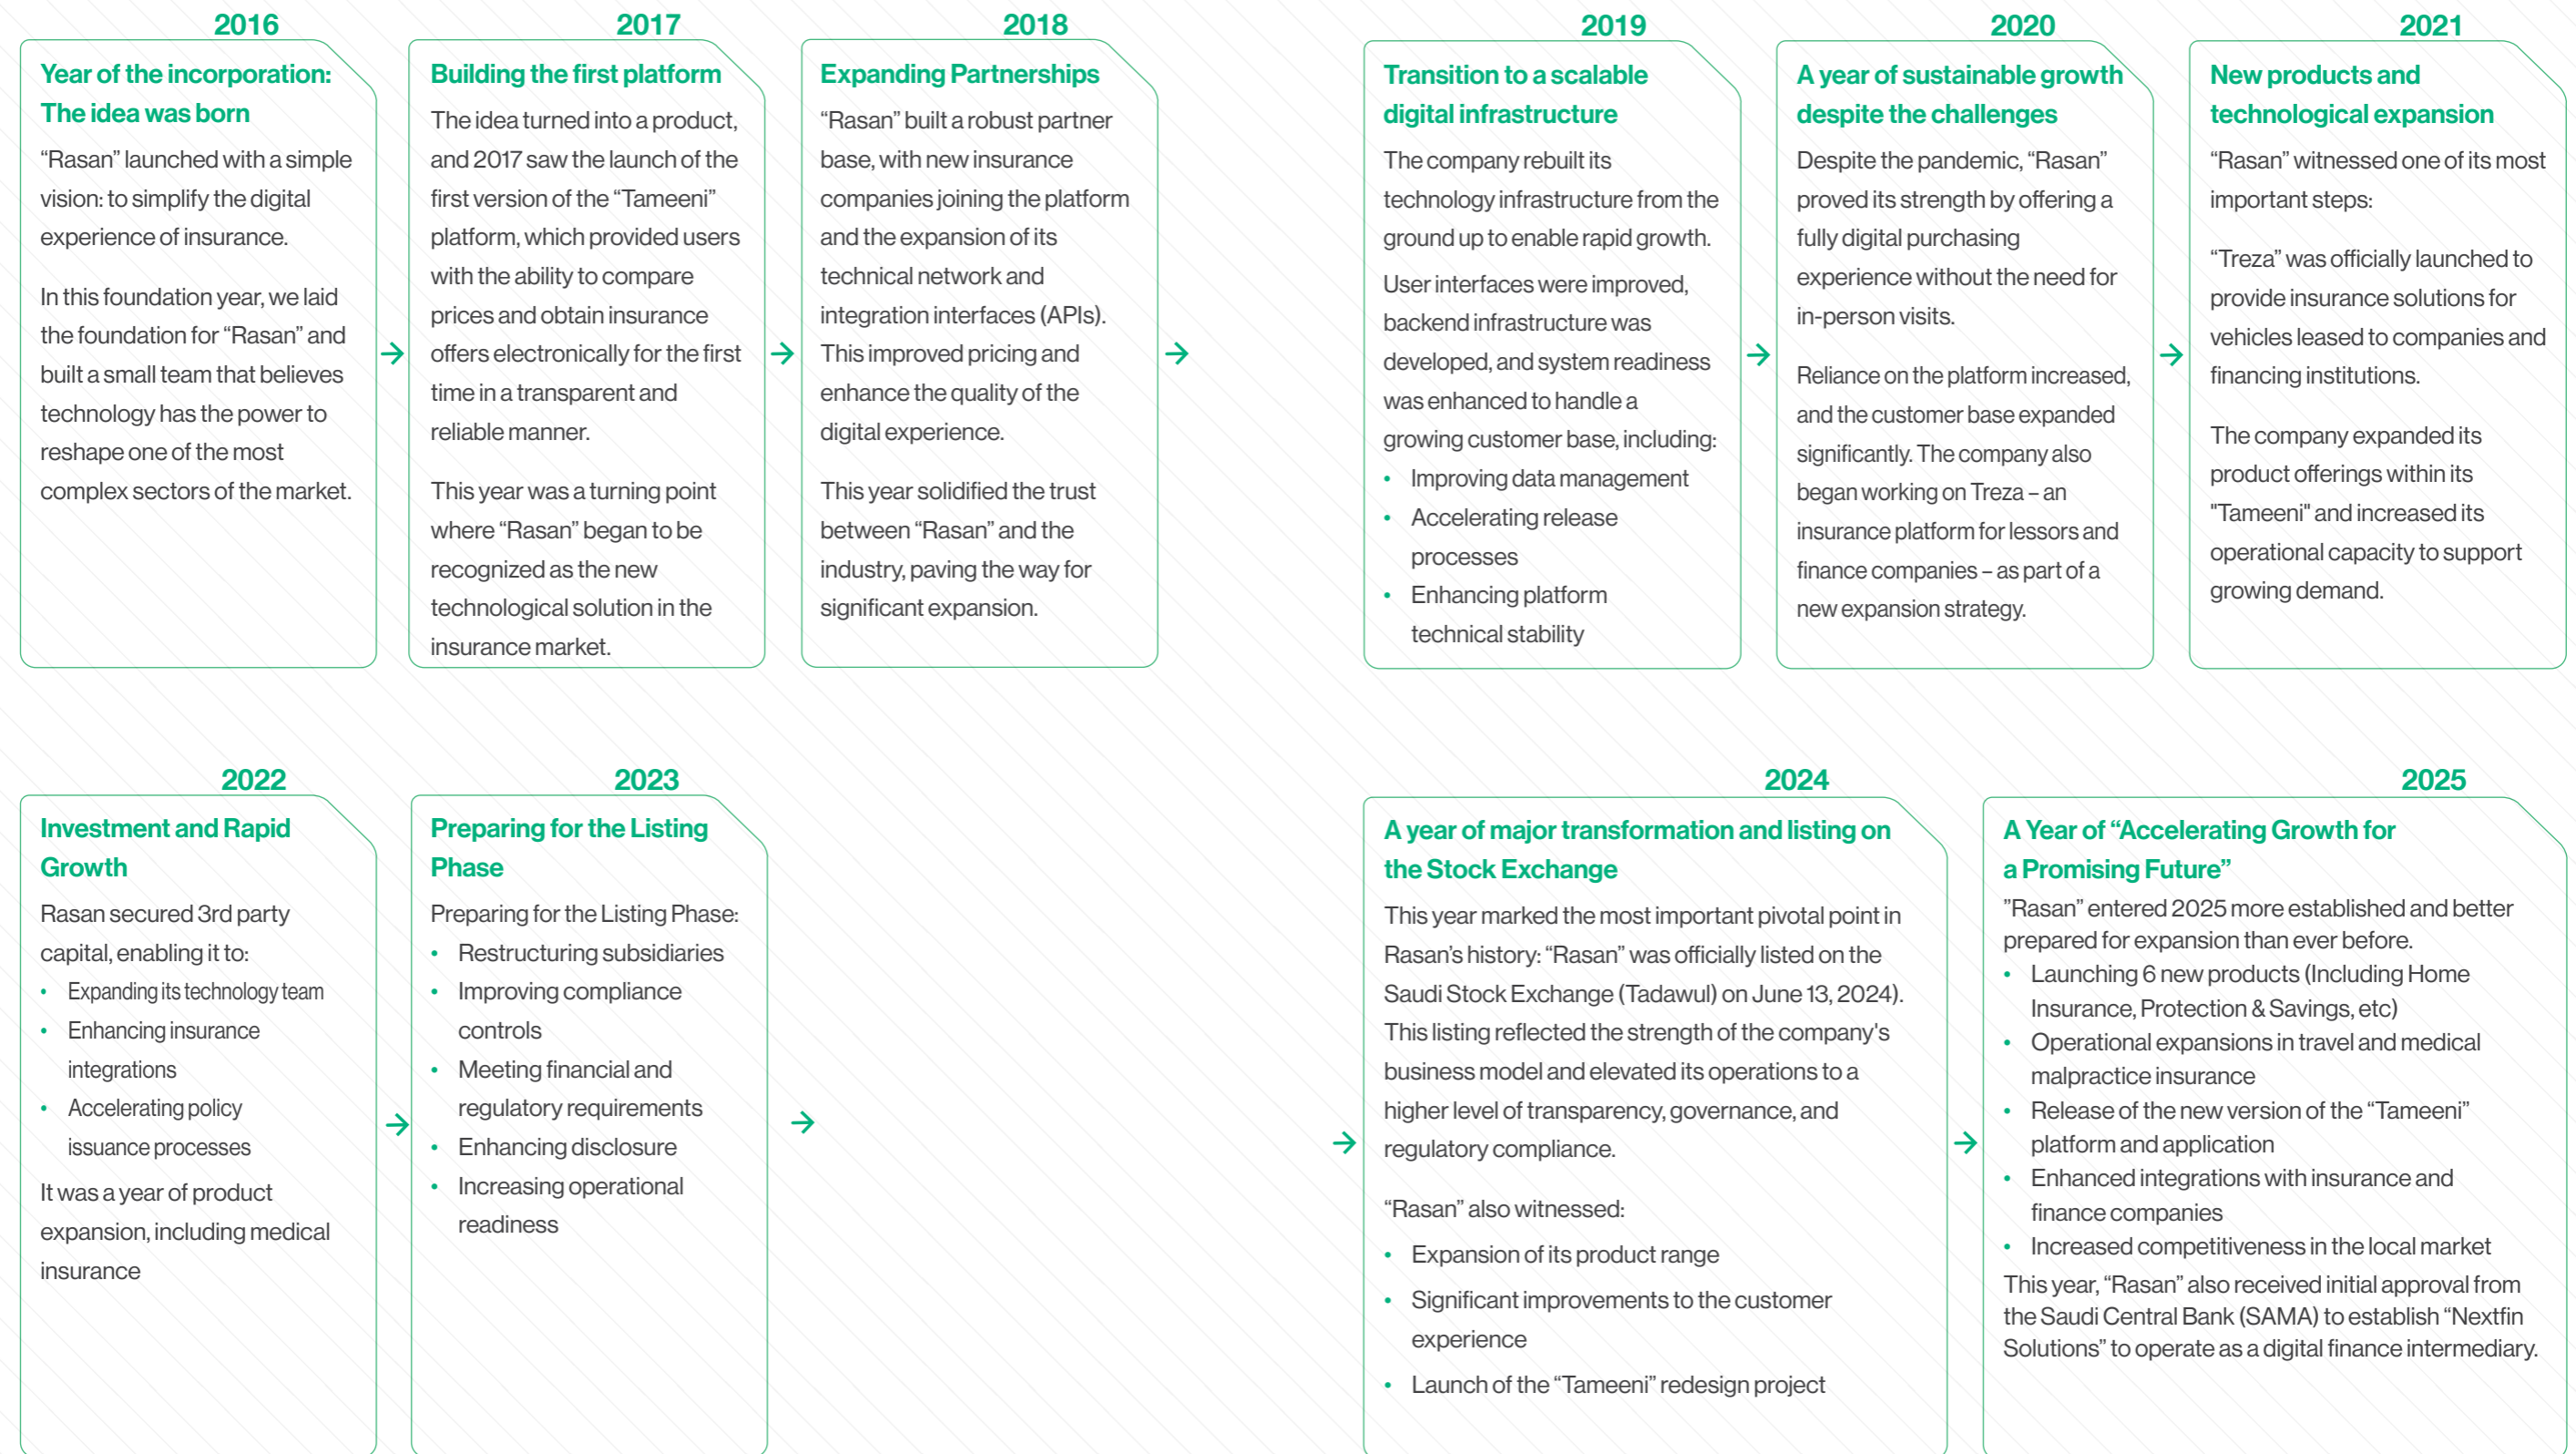 2016
Year of the incorporation:
The idea was born
“Rasan” launched with a simple
vision: to simplify the digital
experience of insurance.
In this foundation year, we laid
the foundation for “Rasan” and
built a small team that believes
technology has the power to
reshape one of the most
complex sectors of the market.
2017
Building the first platform
The idea turned into a product,
and 2017 saw the launch of the
first version of the “Tameeni”
platform, which provided users
with the ability to compare
prices and obtain insurance
offers electronically for the first
time in a transparent and
reliable manner.
This year was a turning point
where “Rasan” began to be
recognized as the new
technological solution in the
insurance market.
2018
Expanding Partnerships
“Rasan” built a robust partner
base, with new insurance
companies joining the platform
and the expansion of its
technical network and
integration interfaces (APIs).
This improved pricing and
enhance the quality of the
digital experience.
This year solidified the trust
between “Rasan” and the
industry, paving the way for
significant expansion.
2019
Transition to a scalable
digital infrastructure
The company rebuilt its
technology infrastructure from the
ground up to enable rapid growth.
User interfaces were improved,
backend infrastructure was
developed, and system readiness
was enhanced to handle a
growing customer base, including:
• Improving data management
• Accelerating release
processes
• Enhancing platform
technical stability
2020
A year of sustainable growth
despite the challenges
Despite the pandemic, “Rasan”
proved its strength by offering a
fully digital purchasing
experience without the need for
in-person visits.
Reliance on the platform increased,
and the customer base expanded
significantly. The company also
began working on Treza – an
insurance platform for lessors and
finance companies – as part of a
new expansion strategy.
2021
New products and
technological expansion
“Rasan” witnessed one of its most
important steps:
“Treza” was officially launched to
provide insurance solutions for
vehicles leased to companies and
financing institutions.
The company expanded its
product offerings within its
"Tameeni" and increased its
operational capacity to support
growing demand.
2022
Investment and Rapid
Growth
Rasan secured 3rd party
capital, enabling it to:
• Expanding its technology team
• Enhancing insurance
integrations
• Accelerating policy
issuance processes
It was a year of product
expansion, including medical
insurance
2023
Preparing for the Listing
Phase
Preparing for the Listing Phase:
• Restructuring subsidiaries
• Improving compliance
controls
• Meeting financial and
regulatory requirements
• Enhancing disclosure
• Increasing operational
readiness
2024
A year of major transformation and listing on
the Stock Exchange
This year marked the most important pivotal point in
Rasan’s history: “Rasan” was officially listed on the
Saudi Stock Exchange (Tadawul) on June 13, 2024).
This listing reflected the strength of the company's
business model and elevated its operations to a
higher level of transparency, governance, and
regulatory compliance.
“Rasan” also witnessed:
• Expansion of its product range
• Significant improvements to the customer
experience
• Launch of the “Tameeni” redesign project
2025
A Year of “Accelerating Growth for
a Promising Future”
”Rasan” entered 2025 more established and better
prepared for expansion than ever before.
• Launching 6 new products (Including Home
Insurance, Protection & Savings, etc)
• Operational expansions in travel and medical
malpractice insurance
• Release of the new version of the “Tameeni”
platform and application
• Enhanced integrations with insurance and
finance companies
• Increased competitiveness in the local market
This year, “Rasan” also received initial approval from
the Saudi Central Bank (SAMA) to establish “Nextfin
Solutions” to operate as a digital finance intermediary.